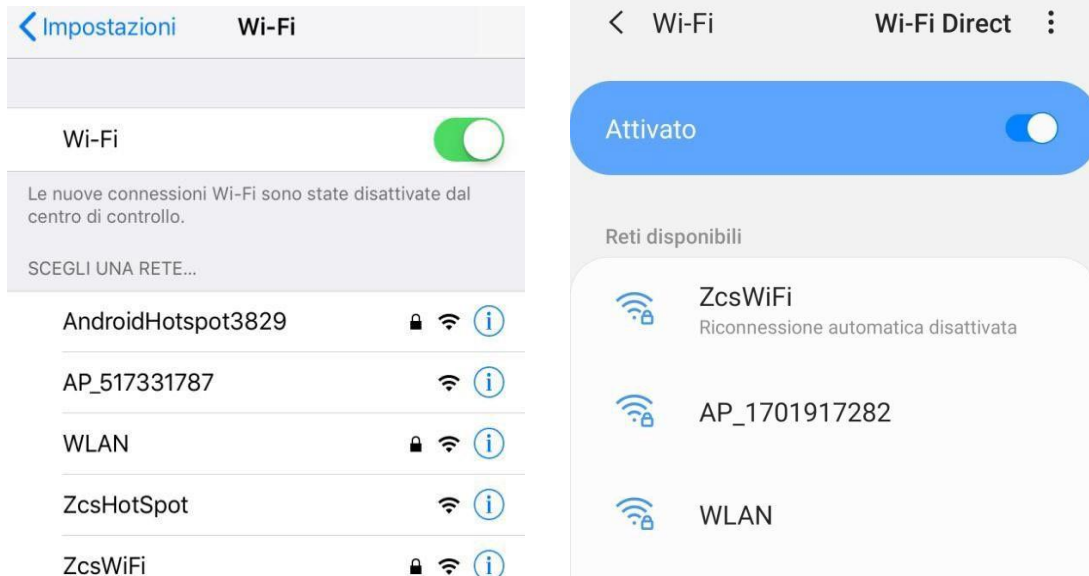 Impostazioni Wi-Fi
Wi-Fi
Le nuove connessioni Wi-Fi sono state disattivate dal
centro di controllo.
SCEGLI UNA RETE...
AndroidHotspot3829
AP_517331787
WLAN
ZcsHotSpot
ZcsWiFi
Wi-Fi Wi-Fi Direct
Attivato
Reti disponibili
ZcsWiFi
Riconnessione automatica disattivata
AP_1701917282
WLAN